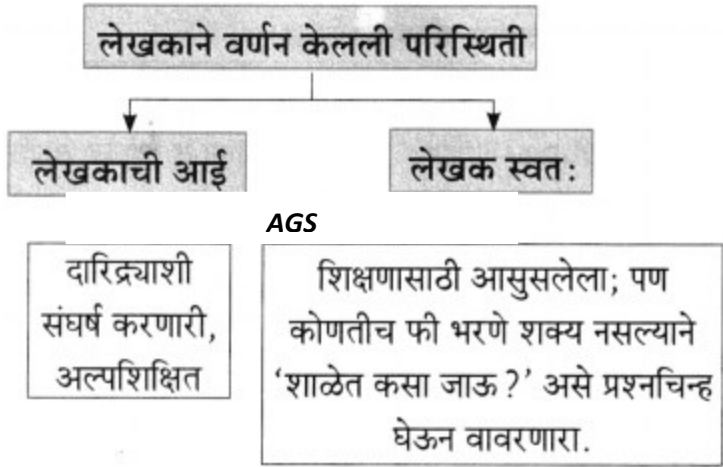 लेखकाने वर्णन केलली परिस्थिती
लेखकाची आई
लेखक स्वतः
AGS
दारिद्र्याशी
संघर्ष करणारी,
अल्पशिक्षित
शिक्षणासाठी आसुसलेला; पण
कोणतीच फी भरणे शक्य नसल्याने
‘शाळेत कसा जाऊ?’ असे प्रश्नचिन्ह
घेऊन वावरणारा.